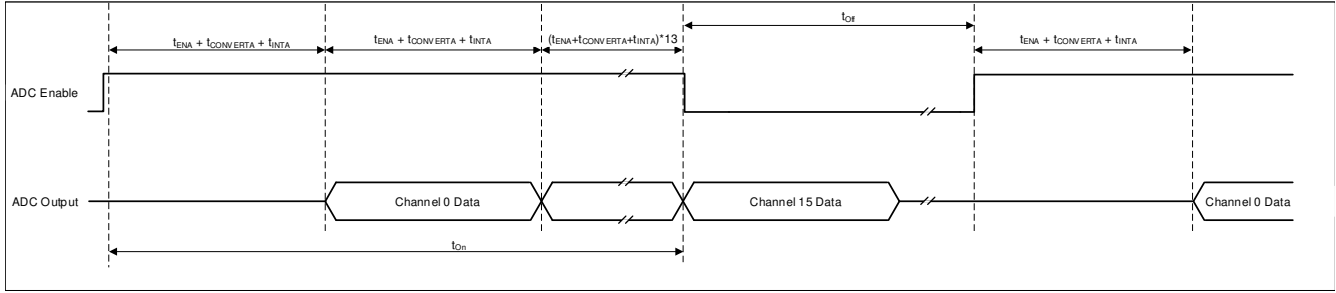 tOff
tENA + tCONVERTA + tINTA
tENA + tCONVERTA + tINTA
(tENA+tCONVERTA+tINTA)*13
tENA + tCONVERTA + tINTA
ADC Enable
ADC Output
Channel 0 Data
Channel 15 Data
Channel 0 Data
tOn